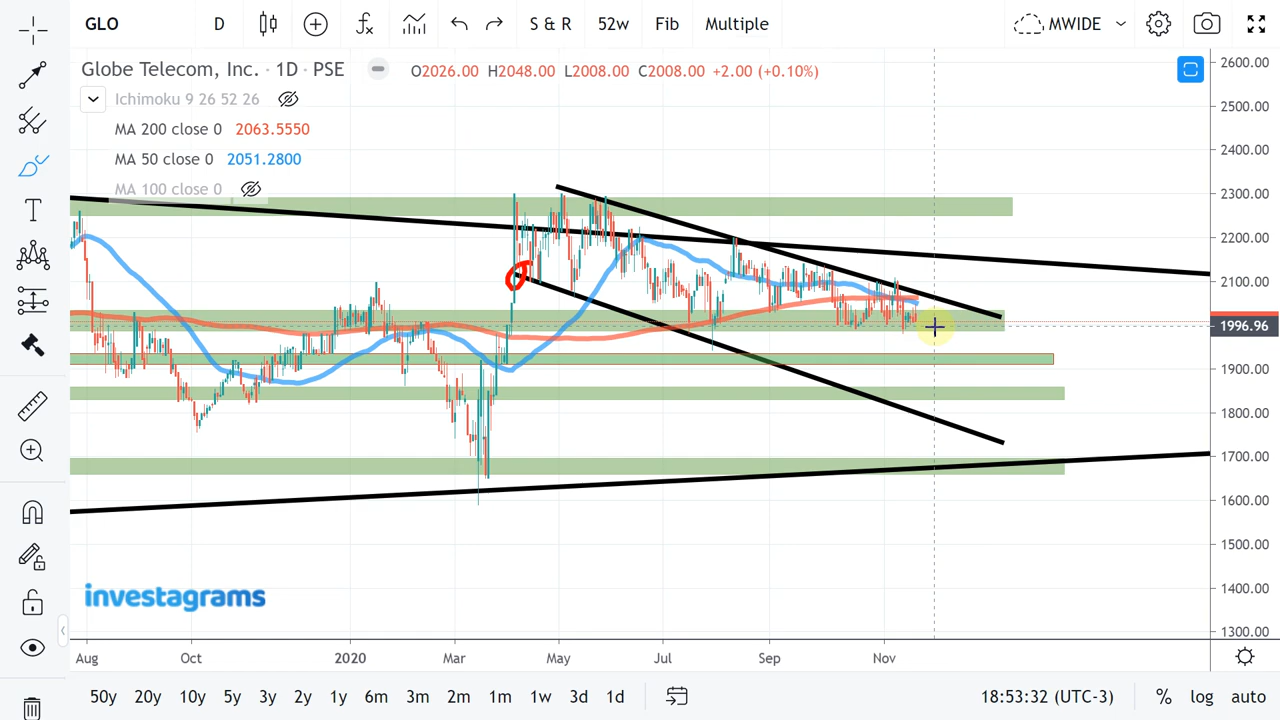 GLO D S & R 52w Fib Multiple MWIDE
Globe Telecom, Inc. · 1D · PSE O2026.00 H2048.00 L2008.00 C2008.00 +2.00 (+0.10%)
Ichimoku 9 26 52 26
MA 200 close 0 2063.5550
MA 50 close 0 2051.2800
MA 100 close 0
2600.00
2500.00
2400.00
2300.00
2200.00
2100.00
1996.96
1900.00
1800.00
1700.00
1600.00
1500.00
1400.00
1300.00
investagrams
Aug Oct 2020 Mar May Jul Sep Nov
50y 20y 10y 5y 3y 2y 1y 6m 3m 2m 1m 1w 3d 1d 18:53:32 (UTC-3) % log auto